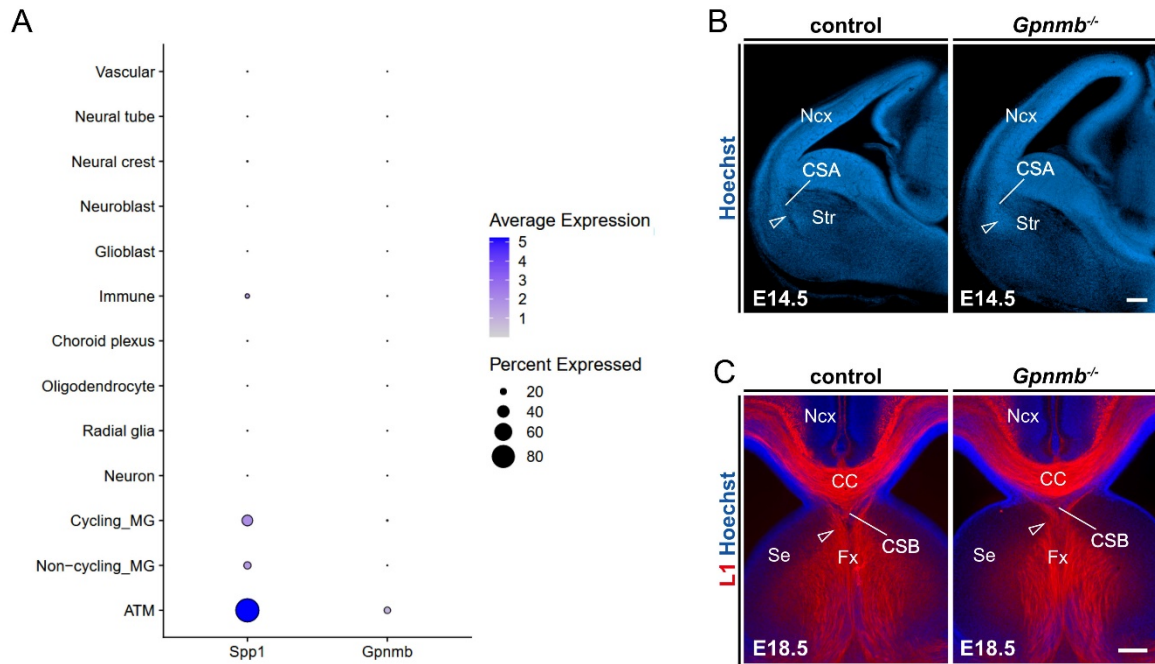 A
Vascular
Neural tube
Neural crest
Neuroblast
Glioblast
Immune
Choroid plexus
Oligodendrocyte
Radial glia
Neuron
Cycling_MG
Non−cycling_MG
ATM
Spp1 Gpnmb
Average Expression
5
4
3
2
1
Percent Expressed
20
40
60
80
B
control Gpnmb-/-
Hoechst
Ncx Ncx
CSA CSA
Str Str
E14.5 E14.5
C
control Gpnmb-/-
L1 Hoechst
Ncx Ncx
CC CC
CSB CSB
Se Fx Se Fx
E18.5 E18.5